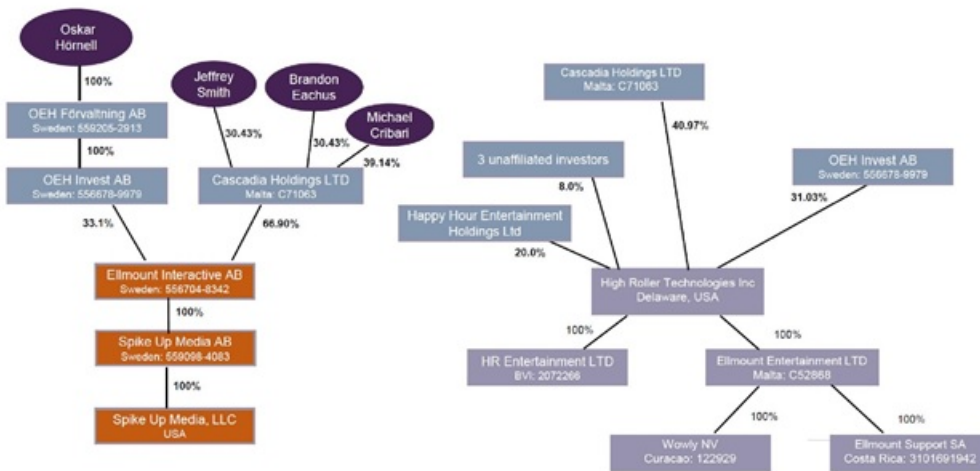 Oskar
Hörnell
100%
OEH Förvaltning AB
Sweden: 559205-2913
100%
OEH Invest AB
Sweden: 556678-9979
33.1%
Jeffrey
Smith
30.43%
Brandon
Eachus
30.43%
Michael
Cribari
39.14%
Cascadia Holdings LTD
Malta: C71063
66.90%
Ellmount Interactive AB
Sweden: 556704-8342
100%
Spike Up Media AB
Sweden: 559098-4083
100%
Spike Up Media, LLC
USA
Cascadia Holdings LTD
Malta: C71063
40.97%
3 unaffiliated investors
8.0%
Happy Hour Entertainment
Holdings Ltd
20.0%
OEH Invest AB
Sweden: 556678-9979
31.03%
High Roller Technologies Inc
Delaware, USA
100%
HR Entertainment LTD
BVI: 2072266
100%
Ellmount Entertainment LTD
Malta: C52868
100%
Wowly NV
Curacao: 122929
100%
Ellmount Support SA
Costa Rica: 3101691942